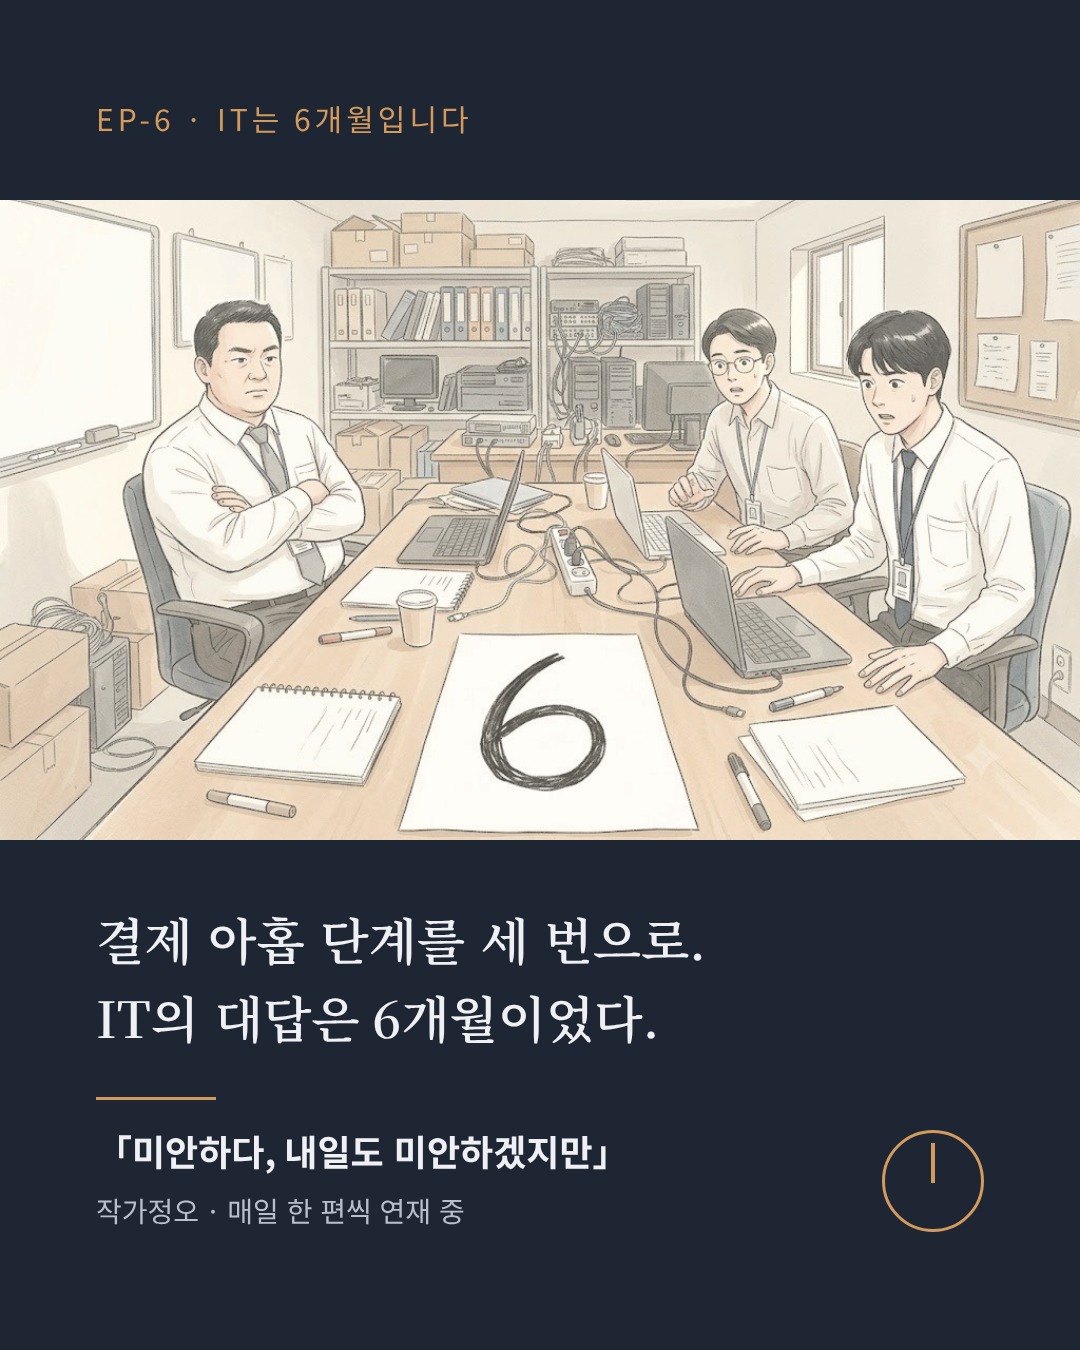 EP-6 · IT는 6개월입니다
6
결제 아홉 단계를 세 번으로.
IT의 대답은 6개월이었다.
「미안하다, 내일도 미안하겠지만」
작가정오 · 매일 한 편씩 연재 중